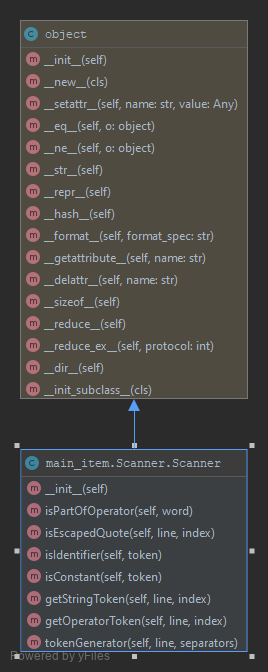 object
__init__(self)
__new__(cls)
__setattr__(self, name: str, value: Any)
__eq__(self, o: object)
__ne__(self, o: object)
__str__(self)
__repr__(self)
__hash__(self)
__format__(self, format_spec: str)
__getattribute__(self, name: str)
__delattr__(self, name: str)
__sizeof__(self)
__reduce__(self)
__reduce_ex__(self, protocol: int)
__dir__(self)
__init_subclass__(cls)
main_item.Scanner.Scanner
__init__(self)
isPartOfOperator(self, word)
isEscapedQuote(self, line, index)
isIdentifier(self, token)
isConstant(self, token)
getStringToken(self, line, index)
getOperatorToken(self, line, index)
tokenGenerator(self, line, separators)
Powered by yFiles